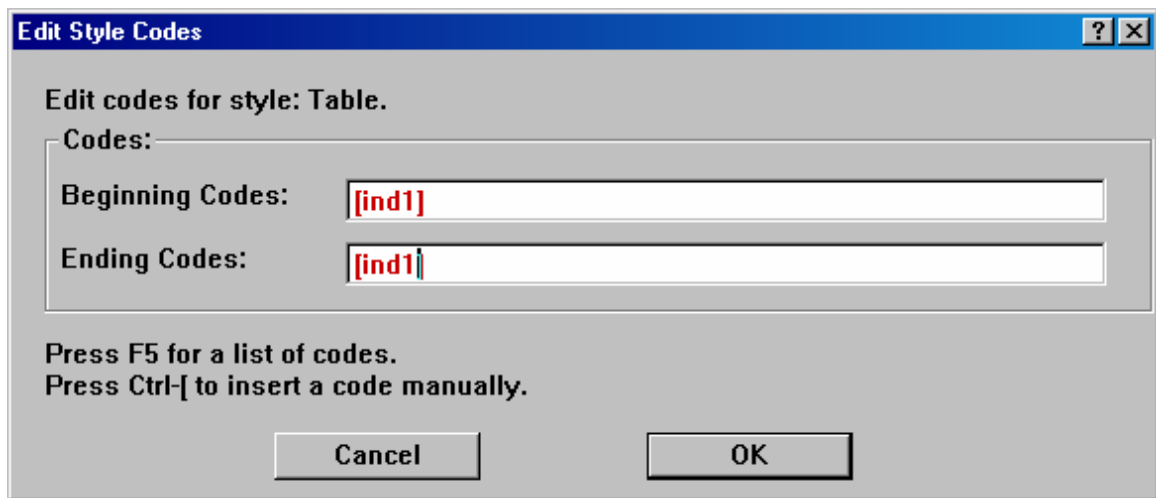 Edit Style Codes
Edit codes for style: Table.
Codes:
Beginning Codes: [ind1]
Ending Codes: [ind1]
Press F5 for a list of codes.
Press Ctrl-[ to insert a code manually.
Cancel OK